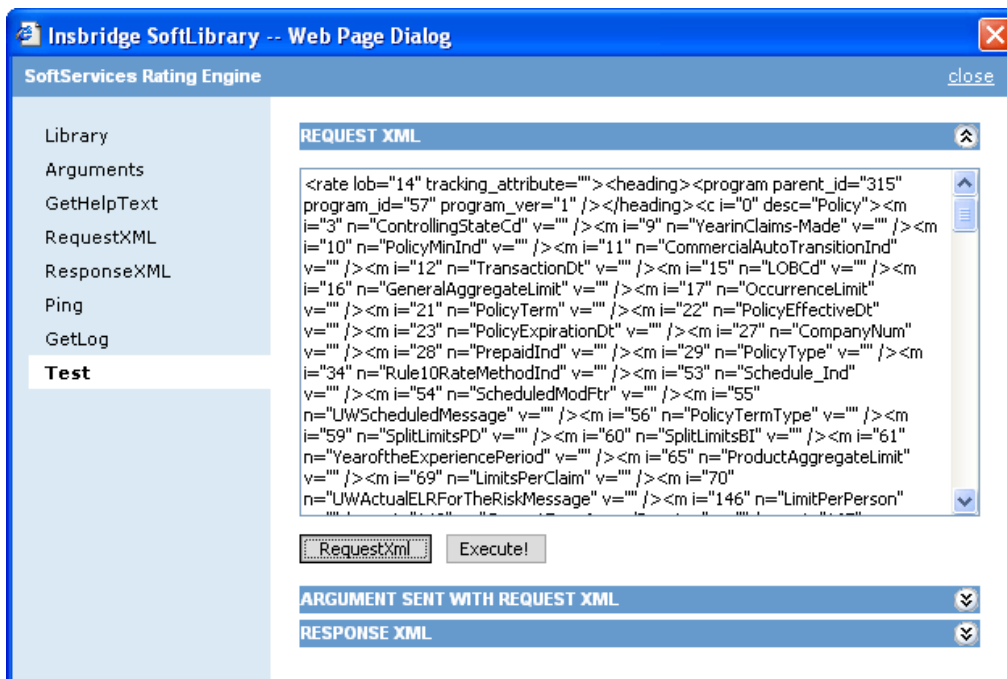 Insbridge SoftLibrary -- Web Page Dialog
SoftServices Rating Engine
close
Library
Arguments
GetHelpText
RequestXML
ResponseXML
Ping
GetLog
Test
REQUEST XML
<rate lob="14" tracking_attribute=""><heading><program parent_id="315"
program_id="57" program_ver="1" /></heading><c i="0" desc="Policy"><m
i="3" n="ControllingStateCd" v="" /><m i="9" n="YearinClaims-Made" v="" /><m
i="10" n="PolicyMinInd" v="" /><m i="11" n="CommercialAutoTransitionInd"
v="" /><m i="12" n="TransactionDt" v="" /><m i="15" n="LOBCd" v="" /><m
i="16" n="GeneralAggregateLimit" v="" /><m i="17" n="OccurrenceLimit"
v="" /><m i="21" n="PolicyTerm" v="" /><m i="22" n="PolicyEffectiveDt"
v="" /><m i="23" n="PolicyExpirationDt" v="" /><m i="27" n="CompanyNum"
v="" /><m i="28" n="PrepaidInd" v="" /><m i="29" n="PolicyType" v="" /><m
i="34" n="Rule10RateMethodInd" v="" /><m i="53" n="Schedule_Ind"
v="" /><m i="54" n="ScheduledModFtr" v="" /><m i="55"
n="UWScheduledMessage" v="" /><m i="56" n="PolicyTermType" v="" /><m
i="59" n="SplitLimitsPD" v="" /><m i="60" n="SplitLimitsBI" v="" /><m i="61"
n="YearoftheExperiencePeriod" v="" /><m i="65" n="ProductAggregateLimit"
v="" /><m i="69" n="LimitsPerClaim" v="" /><m i="70"
n="UWActualELRForTheRiskMessage" v="" /><m i="146" n="LimitPerPerson"
RequestXml
Execute!
ARGUMENT SENT WITH REQUEST XML
RESPONSE XML